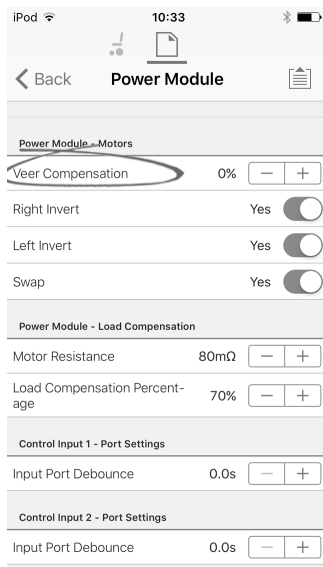 iPod 10:33
Back Power Module
Power Module - Motors
Veer Compensation 0% − +
Right Invert Yes
Left Invert Yes
Swap Yes
Power Module - Load Compensation
Motor Resistance 80mΩ − +
Load Compensation Percent-
age 70% − +
Control Input 1 - Port Settings
Input Port Debounce 0.0s − +
Control Input 2 - Port Settings
Input Port Debounce 0.0s − +